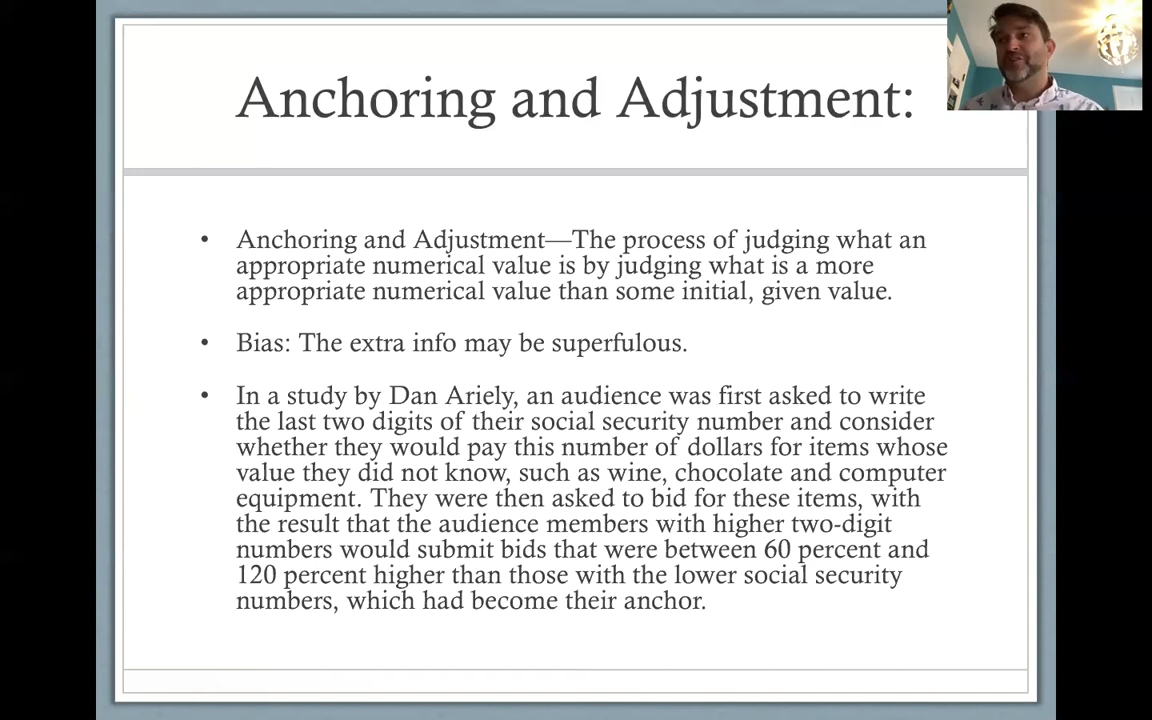 Anchoring and Adjustment:
• Anchoring and Adjustment—The process of judging what an
appropriate numerical value is by judging what is a more
appropriate numerical value than some initial, given value.
• Bias: The extra info may be superfulous.
• In a study by Dan Ariely, an audience was first asked to write
the last two digits of their social security number and consider
whether they would pay this number of dollars for items whose
value they did not know, such as wine, chocolate and computer
equipment. They were then asked to bid for these items, with
the result that the audience members with higher two-digit
numbers would submit bids that were between 60 percent and
120 percent higher than those with the lower social security
numbers, which had become their anchor.